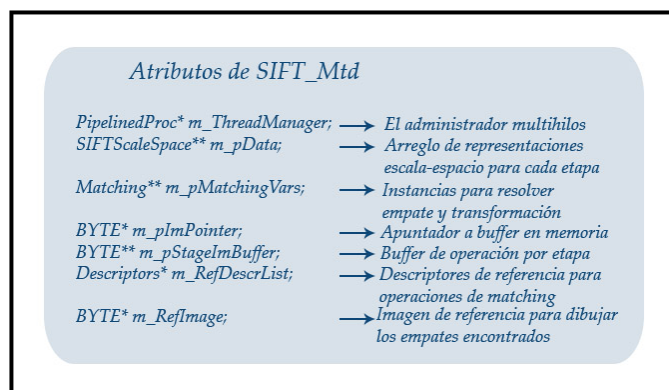 Atributos de SIFT_Mtd
PipelinedProc* m_ThreadManager; → El administrador multihilos
SIFTScaleSpace** m_pData; → Arreglo de representaciones
escala-espacio para cada etapa
Matching** m_pMatchingVars; → Instancias para resolver
empate y transformación
BYTE* m_pImPointer; → Apuntador a buffer en memoria
BYTE** m_pStageImBuffer; → Buffer de operación por etapa
Descriptors* m_RefDescrList; → Descriptores de referencia para
operaciones de matching
BYTE* m_RefImage; → Imagen de referencia para dibujar
los empates encontrados